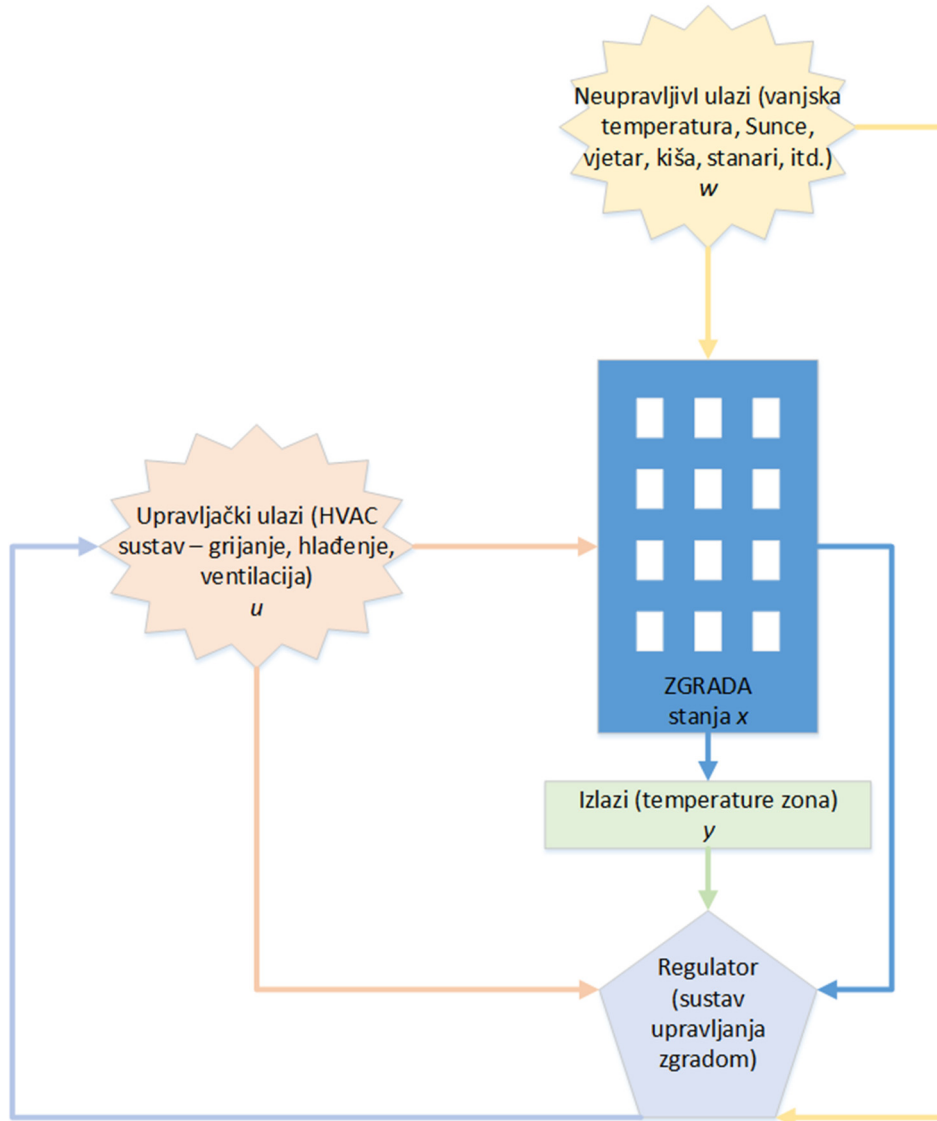 NeupravljivI ulazi (vanjska
temperatura, Sunce,
vjetar, kiša, stanari, itd.)
w
Upravljački ulazi (HVAC
sustav – grijanje, hlađenje,
ventilacija)
u
ZGRADA
stanja x
Izlazi (temperature zona)
y
Regulator
(sustav
upravljanja
zgradom)